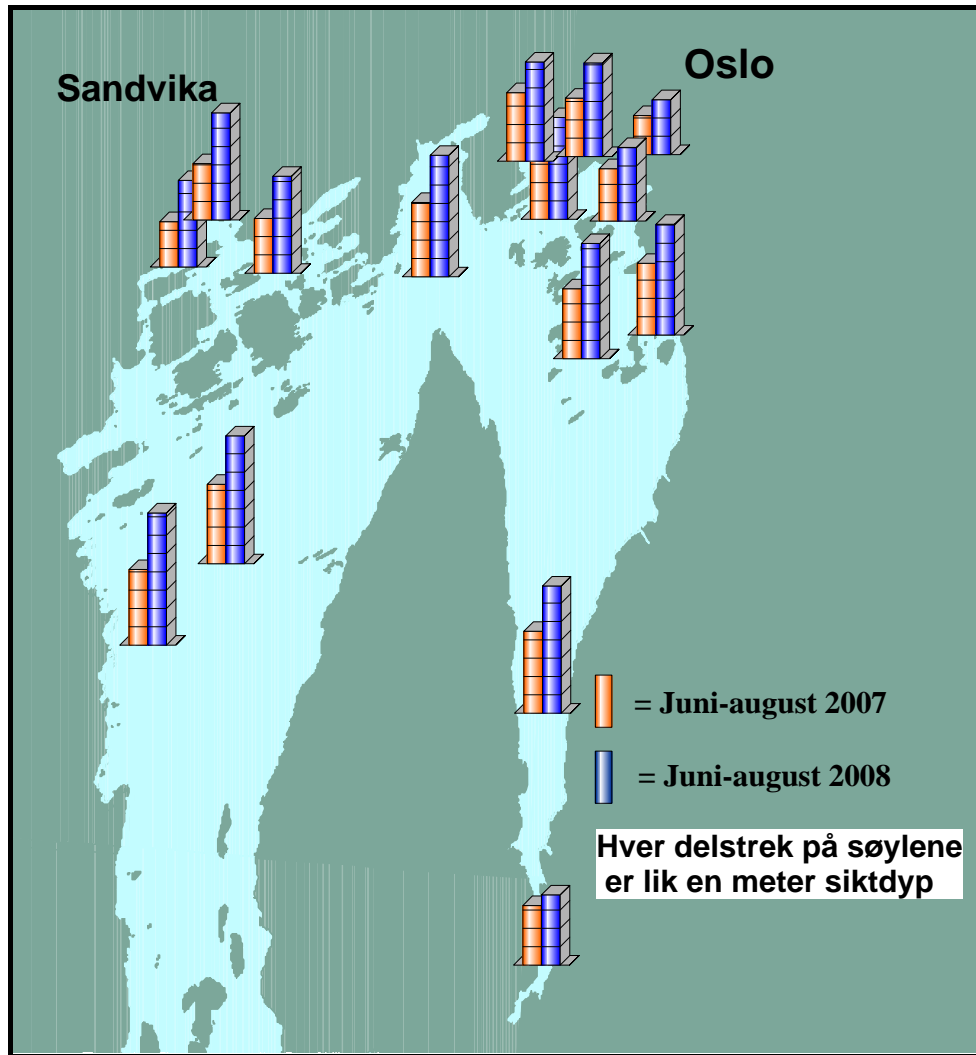 Oslo
Sandvika
= Juni-august 2007
= Juni-august 2008
Hver delstrek på søylene
er lik en meter siktdyp